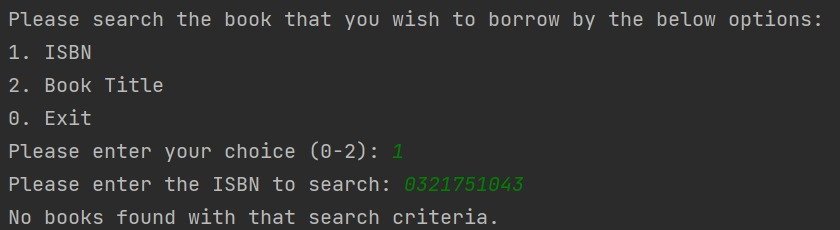 Please search the book that you wish to borrow by the below options:
1. ISBN
2. Book Title
0. Exit
Please enter your choice (0-2): 1
Please enter the ISBN to search: 0321751043
No books found with that search criteria.